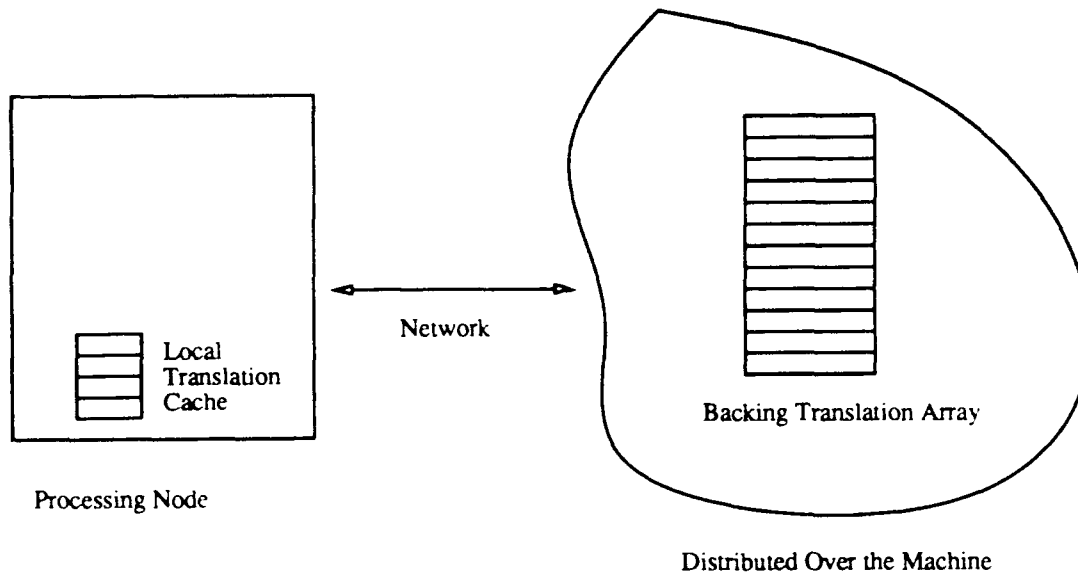 Local
Translation
Cache
Processing Node
Network
Backing Translation Array
Distributed Over the Machine